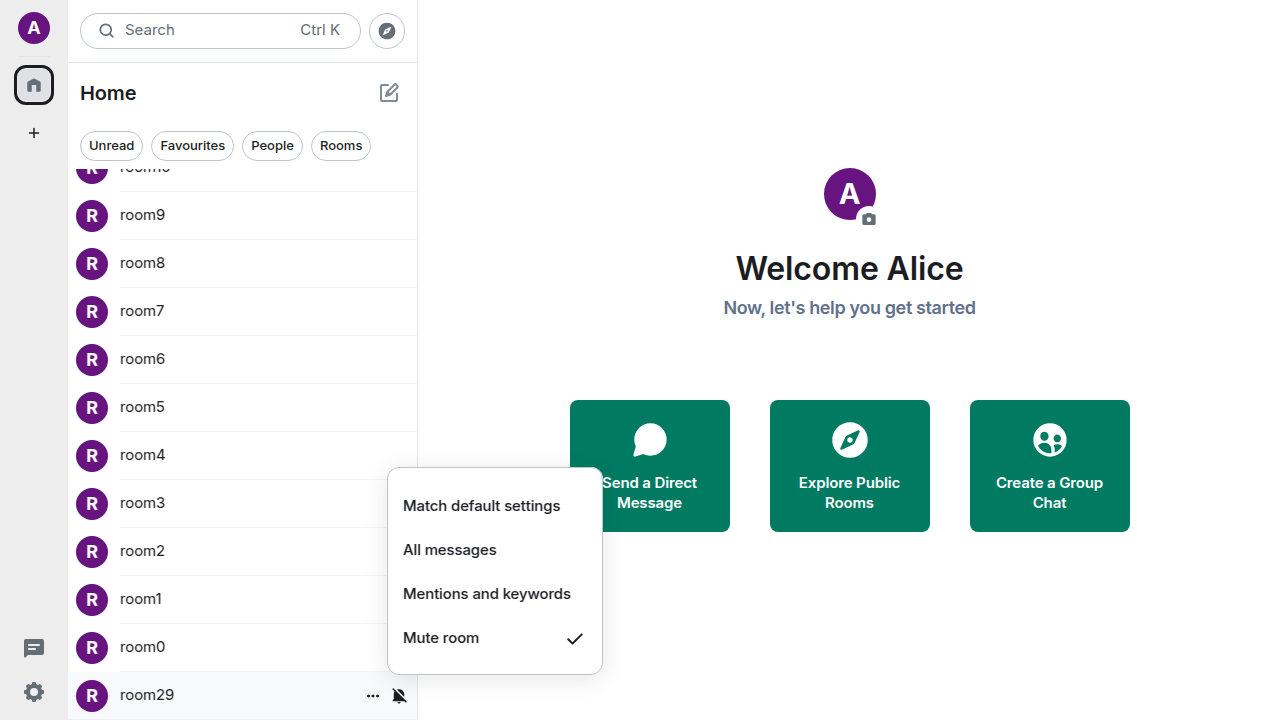 A
Search Ctrl K
Home
Unread Favourites People Rooms
R room9
R room8
R room7
R room6
R room5
R room4
R room3
R room2
R room1
R room0
R room29
Match default settings
All messages
Mentions and keywords
Mute room
A
Welcome Alice
Now, let's help you get started
Send a Direct
Message
Explore Public
Rooms
Create a Group
Chat